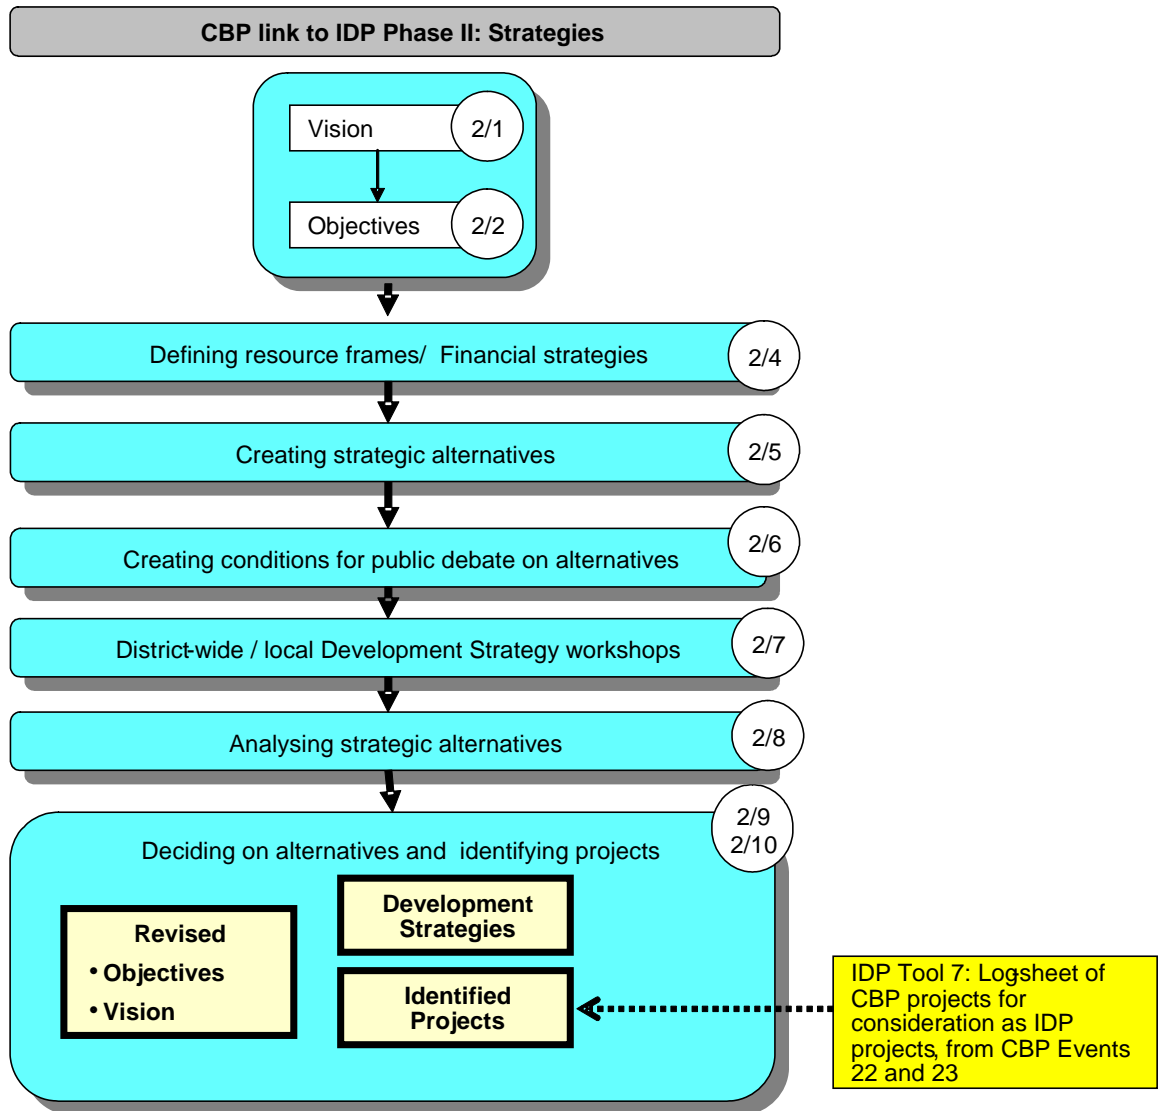 CBP link to IDP Phase II: Strategies
Vision
2/1
Objectives
2/2
Defining resource frames/ Financial strategies
2/4
Creating strategic alternatives
2/5
Creating conditions for public debate on alternatives
2/6
District-wide / local Development Strategy workshops
2/7
Analysing strategic alternatives
2/8
2/9
2/10
Deciding on alternatives and identifying projects
Revised
• Objectives
• Vision
Development
Strategies
Identified
Projects
IDP Tool 7: Log-sheet of
CBP projects for
consideration as IDP
projects, from CBP Events
22 and 23